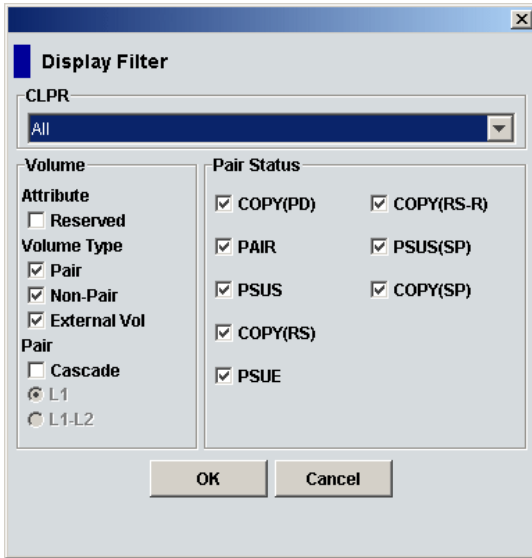 Display Filter
CLPR
All
Volume
Attribute
Reserved
Volume Type
Pair
Non-Pair
External Vol
Pair
Cascade
L1
L1-L2
Pair Status
COPY(PD)
COPY(RS-R)
PAIR
PSUS(SP)
PSUS
COPY(SP)
COPY(RS)
PSUE
OK
Cancel